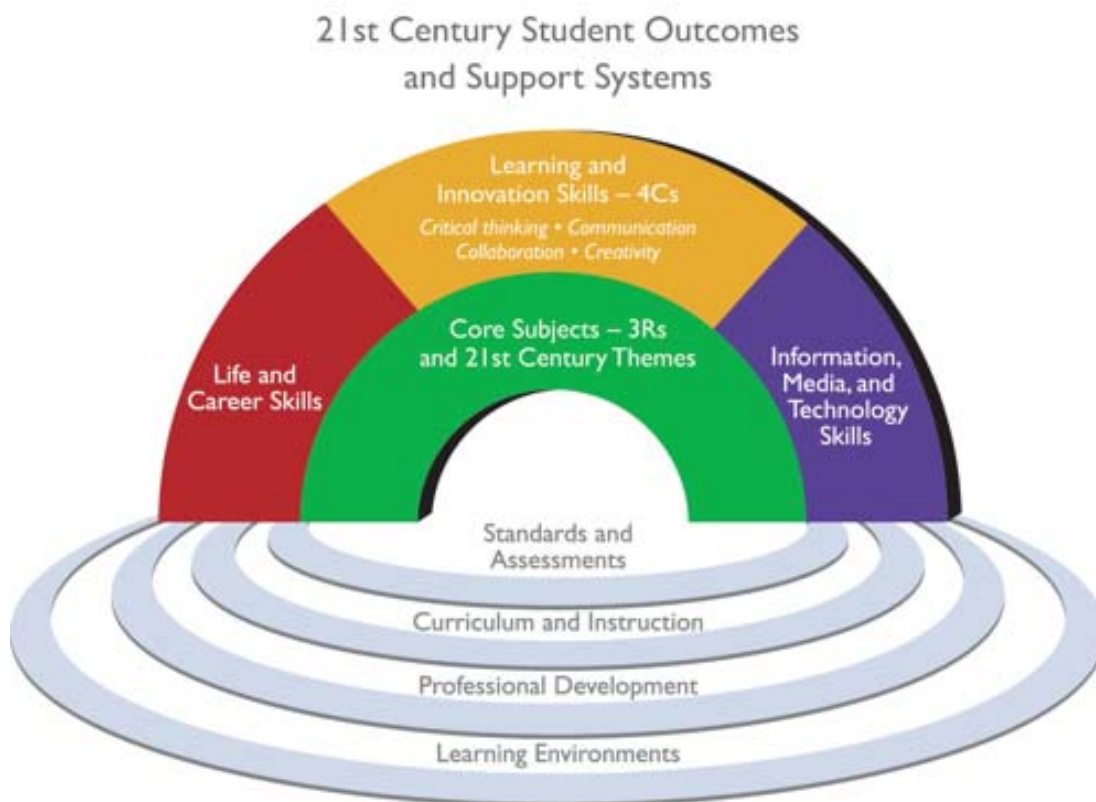 21st Century Student Outcomes
and Support Systems
Learning and
Innovation Skills – 4Cs
Critical thinking • Communication
Collaboration • Creativity
Core Subjects – 3Rs
and 21st Century Themes
Life and
Career Skills
Information,
Media, and
Technology
Skills
Standards and
Assessments
Curriculum and Instruction
Professional Development
Learning Environments